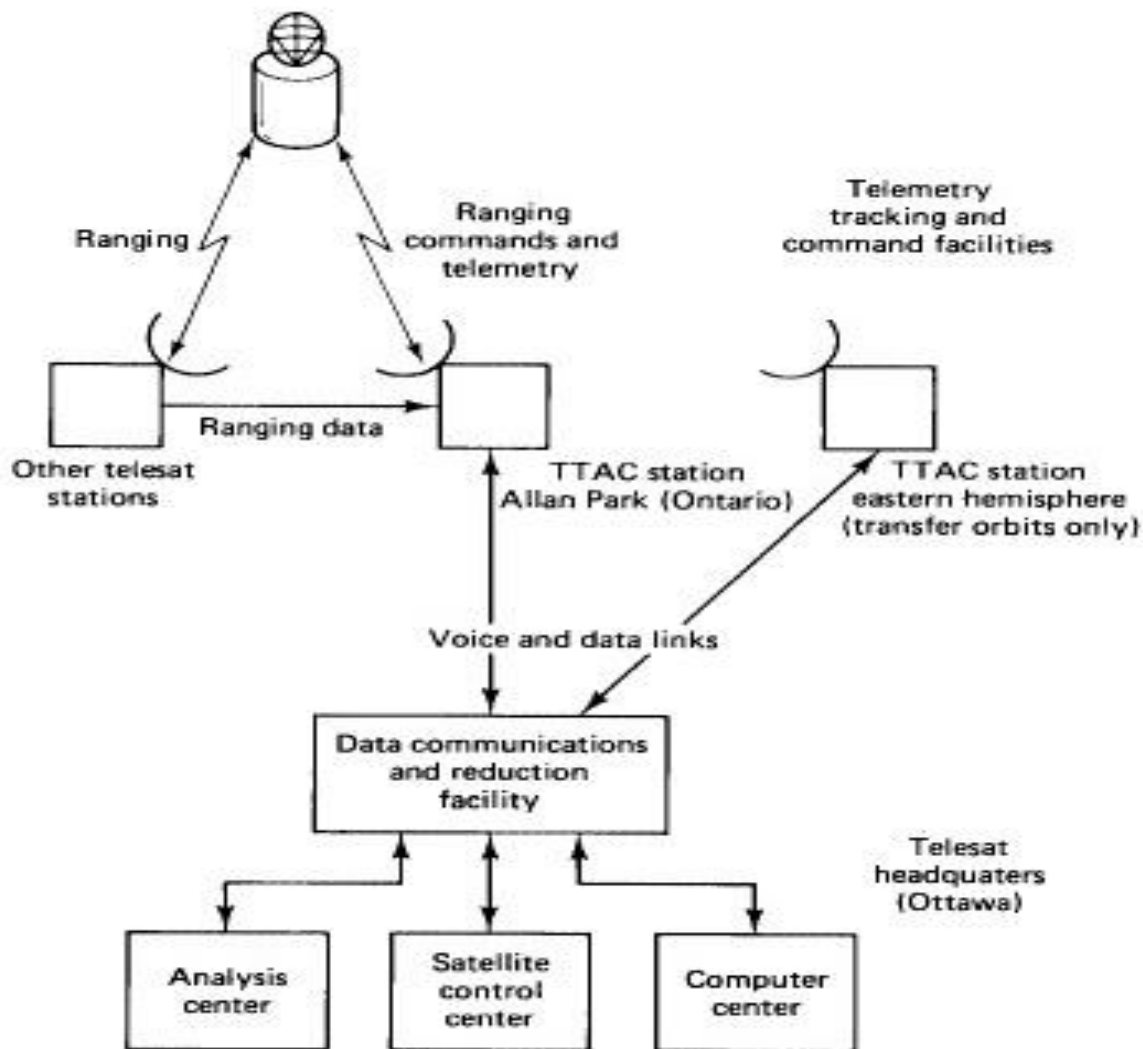 Ranging
Ranging
commands and
telemetry
Telemetry
tracking and
command facilities
Ranging data
Other telesat
stations
TTAC station
Allan Park (Ontario)
TTAC station
eastern hemisphere
(transfer orbits only)
Voice and data links
Data communications
and reduction
facility
Telesat
headquaters
(Ottawa)
Analysis
center
Satellite
control
center
Computer
center